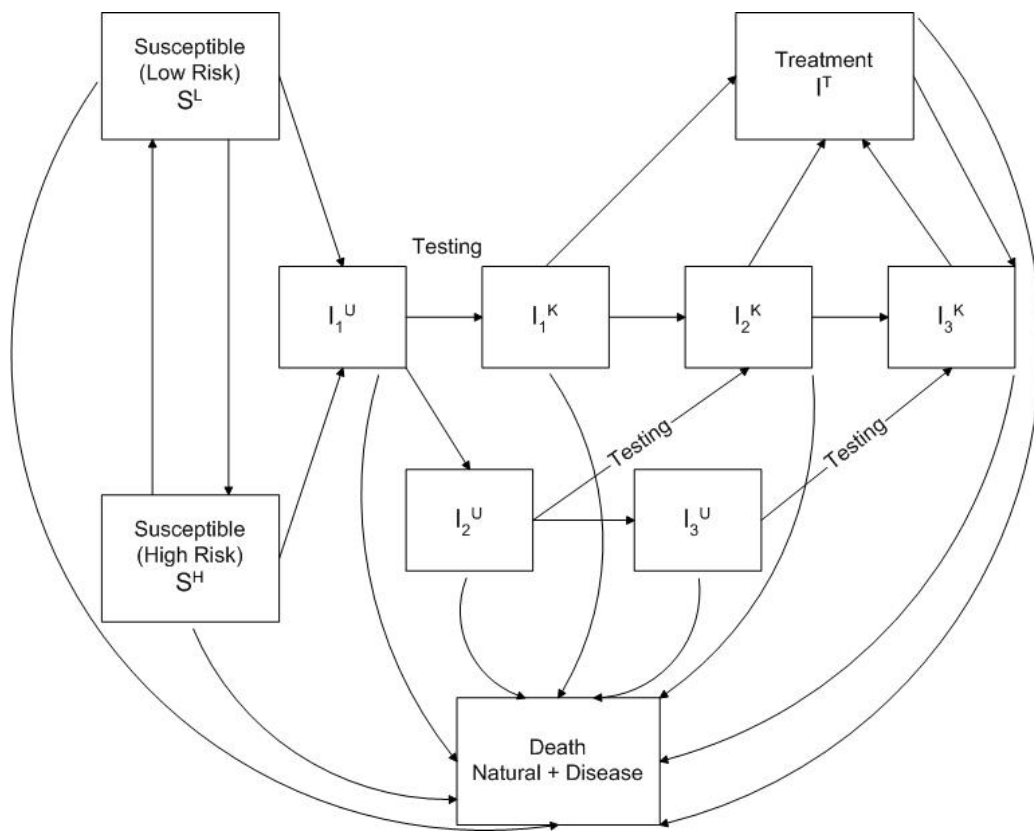 Susceptible
(Low Risk)
S^L
Treatment
I^T
Testing
I_1^U
I_1^K
I_2^K
I_3^K
Testing
Testing
Susceptible
(High Risk)
S^H
I_2^U
I_3^U
Death
Natural + Disease